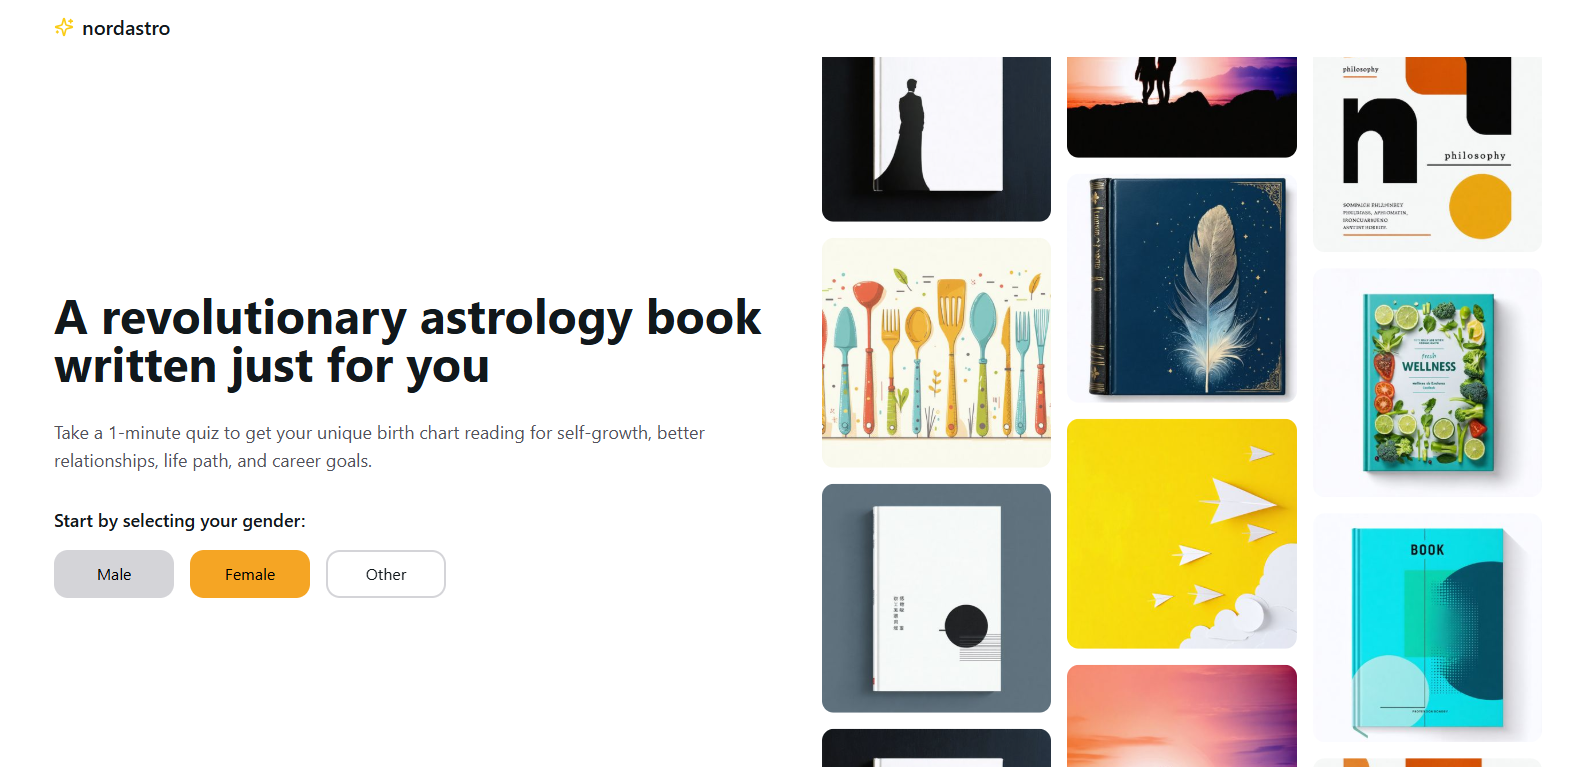 nordastro
A revolutionary astrology book
written just for you
Take a 1-minute quiz to get your unique birth chart reading for self-growth, better
relationships, life path, and career goals.
Start by selecting your gender:
Male
Female
Other
philosophy
philosophy
fresh
WELLNESS
BOOK